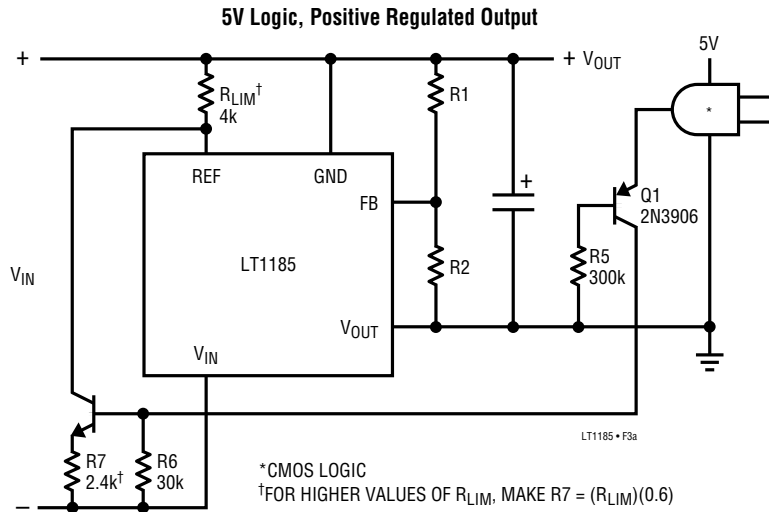 5V Logic, Positive Regulated Output
+
+ VOUT
5V
RLIM†
4k
R1
*
REF
GND
FB
+
Q1
2N3906
VIN
LT1185
R2
R5
300k
VOUT
VIN
LT1185 • F3a
R7
2.4k†
R6
30k
*CMOS LOGIC
†FOR HIGHER VALUES OF RLIM, MAKE R7 = (RLIM)(0.6)
–